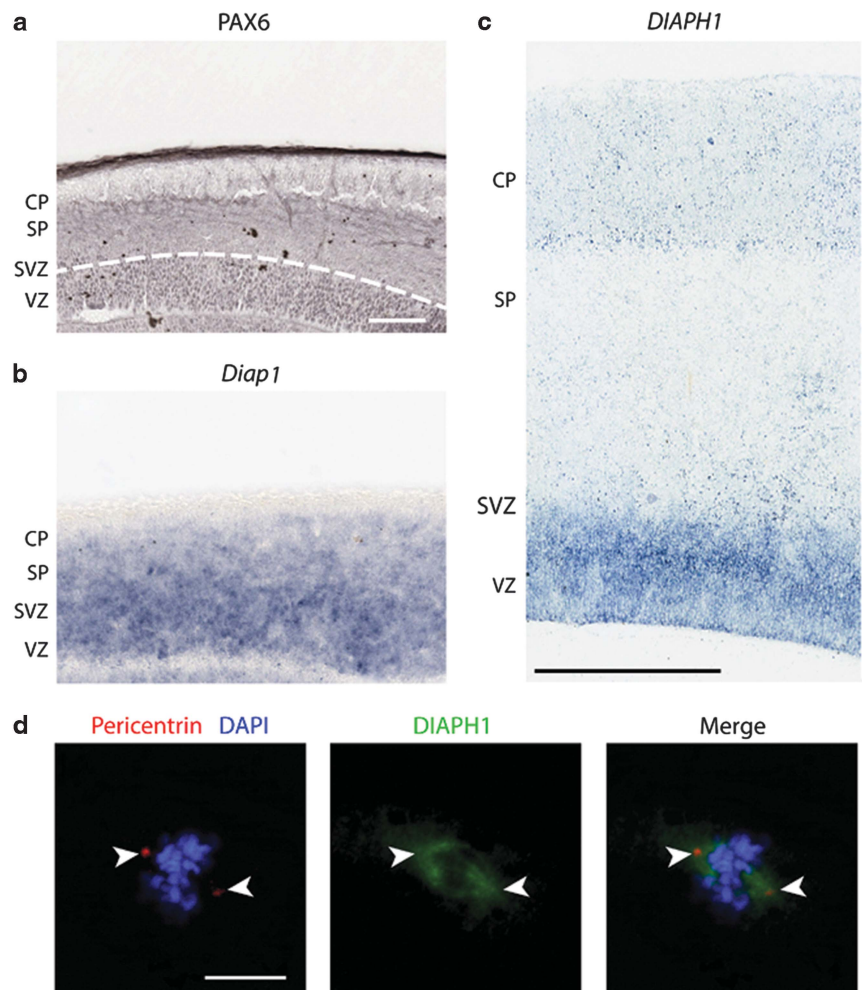 a
PAX6
CP
SP
SVZ
VZ
b
Diap1
CP
SP
SVZ
VZ
c
DIAPH1
CP
SP
SVZ
VZ
d
Pericentrin DAPI
DIAPH1
Merge